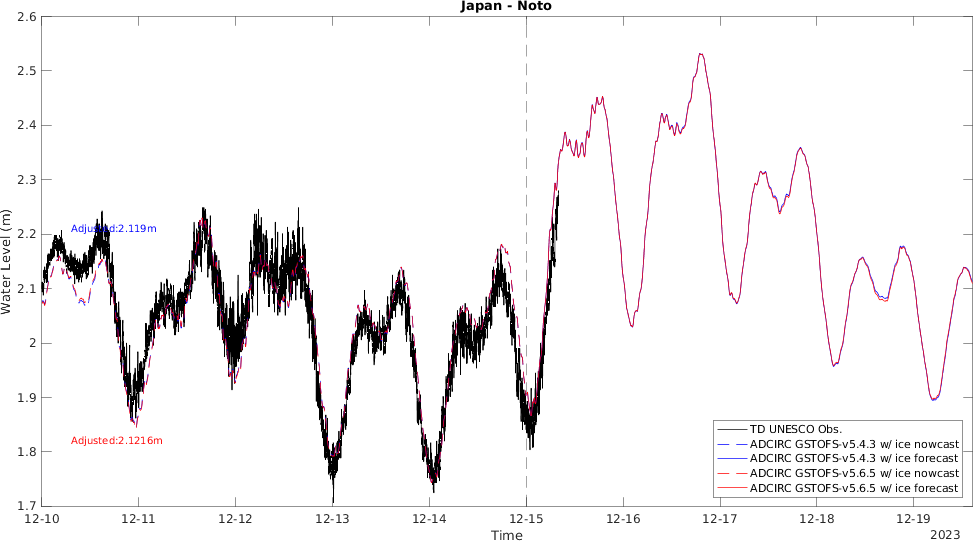 Japan - Noto
2.6
2.5
2.4
2.3
2.2
2.1
2
1.9
1.8
1.7
Water Level (m)
Adjusted:2.119m
Adjusted:2.1216m
TD UNESCO Obs.
ADCIRC GSTOFS-v5.4.3 w/ ice nowcast
ADCIRC GSTOFS-v5.4.3 w/ ice forecast
ADCIRC GSTOFS-v5.6.5 w/ ice nowcast
ADCIRC GSTOFS-v5.6.5 w/ ice forecast
12-10 12-11 12-12 12-13 12-14 12-15 12-16 12-17 12-18 12-19
Time
2023